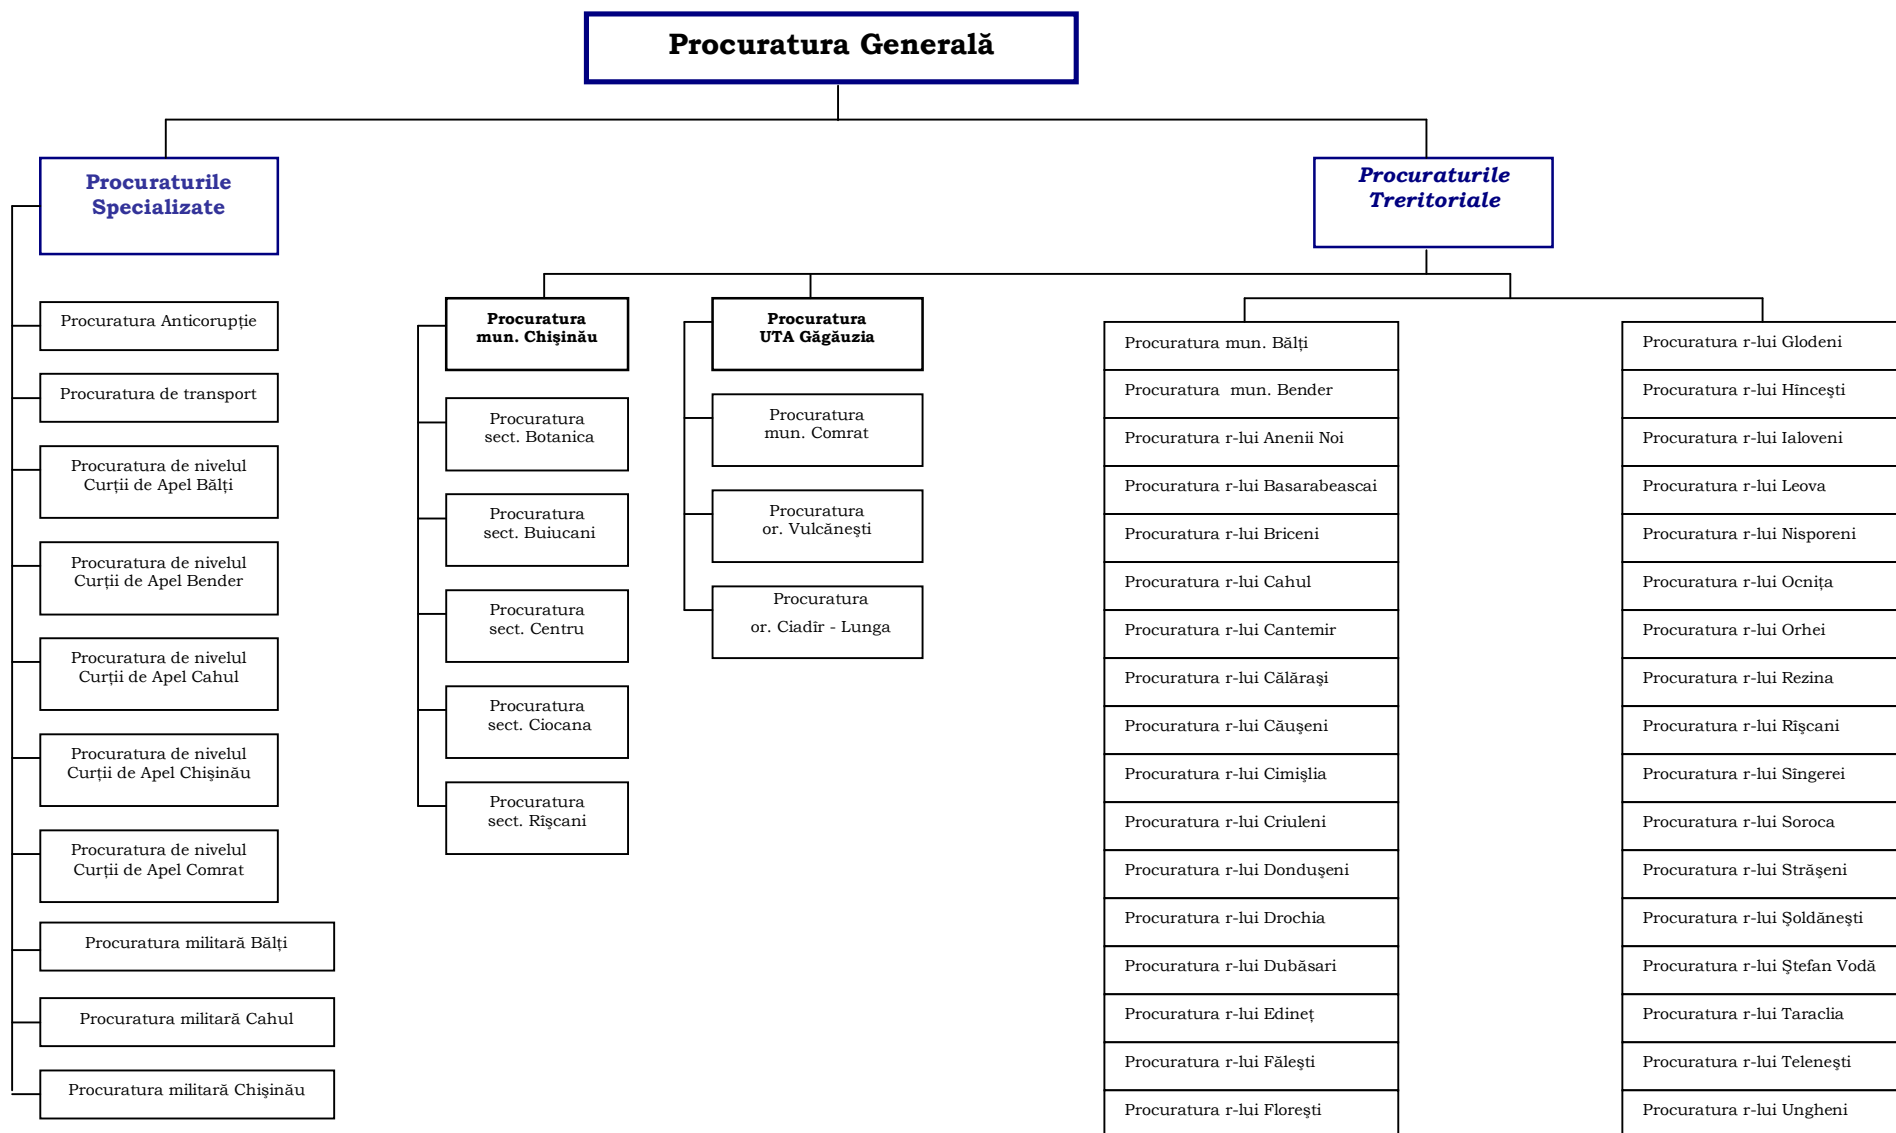 Procuratura Generală
Procuraturile
Specializate
Procuratura Anticorupție
Procuratura de transport
Procuratura de nivelul
Curții de Apel Bălți
Procuratura de nivelul
Curții de Apel Bender
Procuratura de nivelul
Curții de Apel Cahul
Procuratura de nivelul
Curții de Apel Chişinău
Procuratura de nivelul
Curții de Apel Comrat
Procuratura militară Bălți
Procuratura militară Cahul
Procuratura militară Chişinău
Procuraturile
Treritoriale
Procuratura
mun. Chişinău
Procuratura
sect. Botanica
Procuratura
sect. Buiucani
Procuratura
sect. Centru
Procuratura
sect. Ciocana
Procuratura
sect. Rîşcani
Procuratura
UTA Găgăuzia
Procuratura
mun. Comrat
Procuratura
or. Vulcăneşti
Procuratura
or. Ciadîr - Lunga
Procuratura mun. Bălți
Procuratura  mun. Bender
Procuratura r-lui Anenii Noi
Procuratura r-lui Basarabeascai
Procuratura r-lui Briceni
Procuratura r-lui Cahul
Procuratura r-lui Cantemir
Procuratura r-lui Călăraşi
Procuratura r-lui Căuşeni
Procuratura r-lui Cimişlia
Procuratura r-lui Criuleni
Procuratura r-lui Donduşeni
Procuratura r-lui Drochia
Procuratura r-lui Dubăsari
Procuratura r-lui Edineț
Procuratura r-lui Făleşti
Procuratura r-lui Floreşti
Procuratura r-lui Glodeni
Procuratura r-lui Hînceşti
Procuratura r-lui Ialoveni
Procuratura r-lui Leova
Procuratura r-lui Nisporeni
Procuratura r-lui Ocnița
Procuratura r-lui Orhei
Procuratura r-lui Rezina
Procuratura r-lui Rîşcani
Procuratura r-lui Sîngerei
Procuratura r-lui Soroca
Procuratura r-lui Străşeni
Procuratura r-lui Şoldăneşti
Procuratura r-lui Ştefan Vodă
Procuratura r-lui Taraclia
Procuratura r-lui Teleneşti
Procuratura r-lui Ungheni